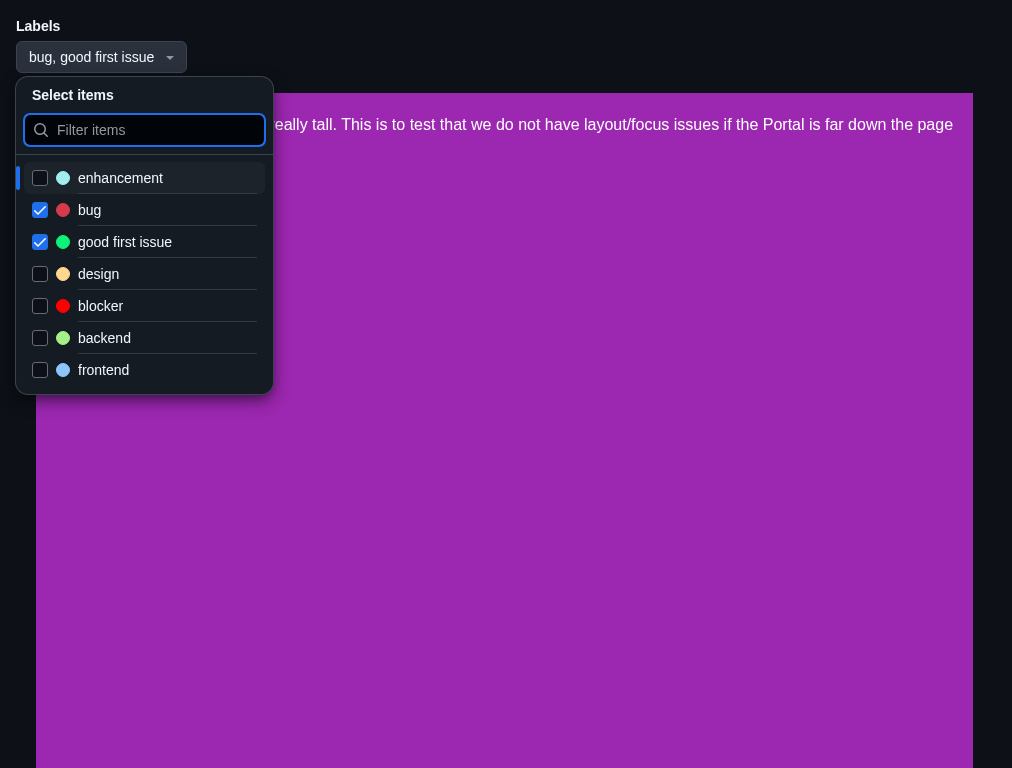 Labels
bug, good first issue
Select items
Filter items
really tall. This is to test that we do not have layout/focus issues if the Portal is far down the page
enhancement
bug
good first issue
design
blocker
backend
frontend